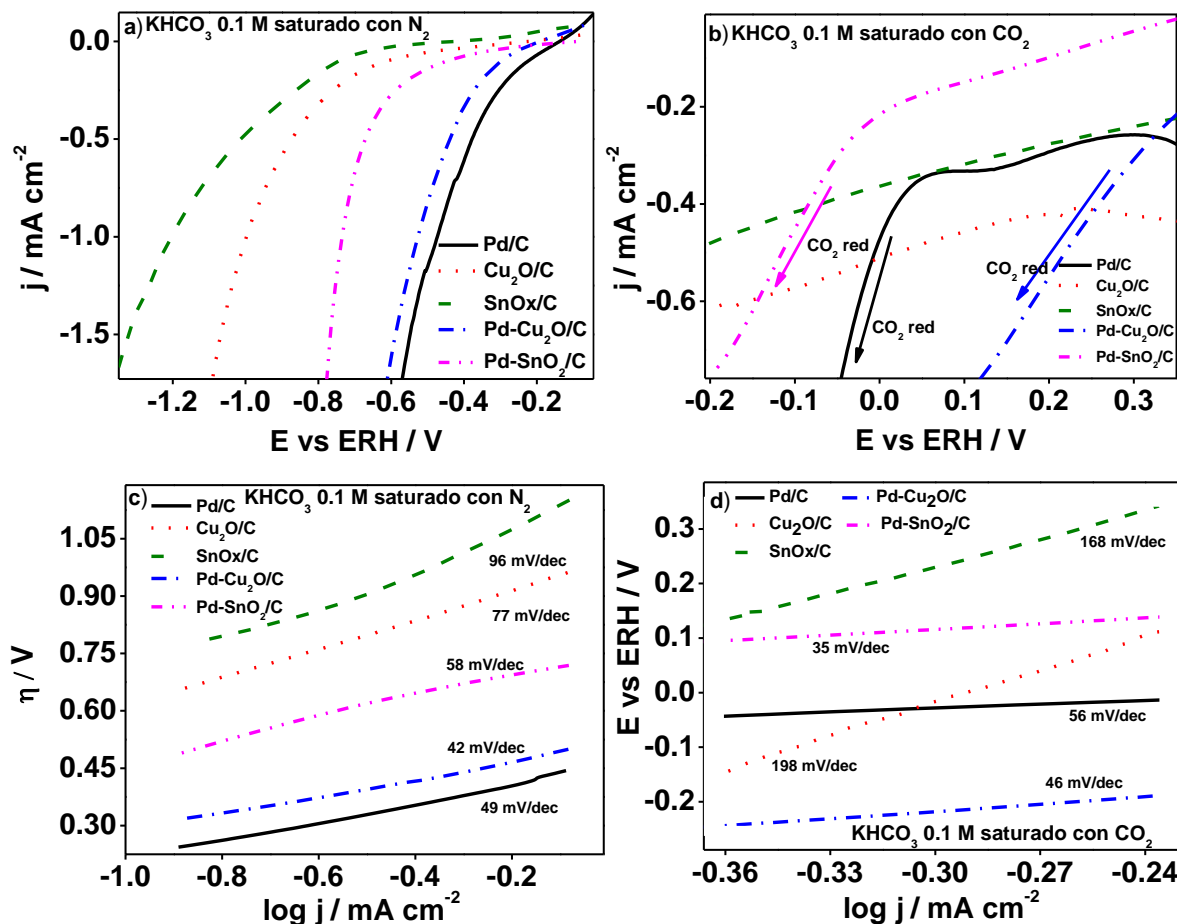 a) KHCO3 0.1 M saturado con N2
0.0
-0.5
-1.0
-1.5
j / mA cm-2
Pd/C
Cu2O/C
SnOx/C
Pd-Cu2O/C
Pd-SnO2/C
-1.2 -1.0 -0.8 -0.6 -0.4 -0.2
E vs ERH / V
b) KHCO3 0.1 M saturado con CO2
-0.2
-0.4
-0.6
j / mA cm-2
CO2 red
CO2 red
CO2 red
Pd/C
Cu2O/C
SnOx/C
Pd-Cu2O/C
Pd-SnO2/C
-0.2 -0.1 0.0 0.1 0.2 0.3
E vs ERH / V
c) KHCO3 0.1 M saturado con N2
Pd/C
Cu2O/C
SnOx/C
Pd-Cu2O/C
Pd-SnO2/C
1.05
0.90
0.75
0.60
0.45
0.30
η / V
96 mV/dec
77 mV/dec
58 mV/dec
42 mV/dec
49 mV/dec
-1.0 -0.8 -0.6 -0.4 -0.2
log j / mA cm-2
d)
Pd/C
Cu2O/C
SnOx/C
Pd-Cu2O/C
Pd-SnO2/C
0.3
0.2
0.1
0.0
-0.1
-0.2
E vs ERH / V
168 mV/dec
35 mV/dec
56 mV/dec
198 mV/dec
46 mV/dec
KHCO3 0.1 M saturado con CO2
-0.36 -0.33 -0.30 -0.27 -0.24
log j / mA cm-2